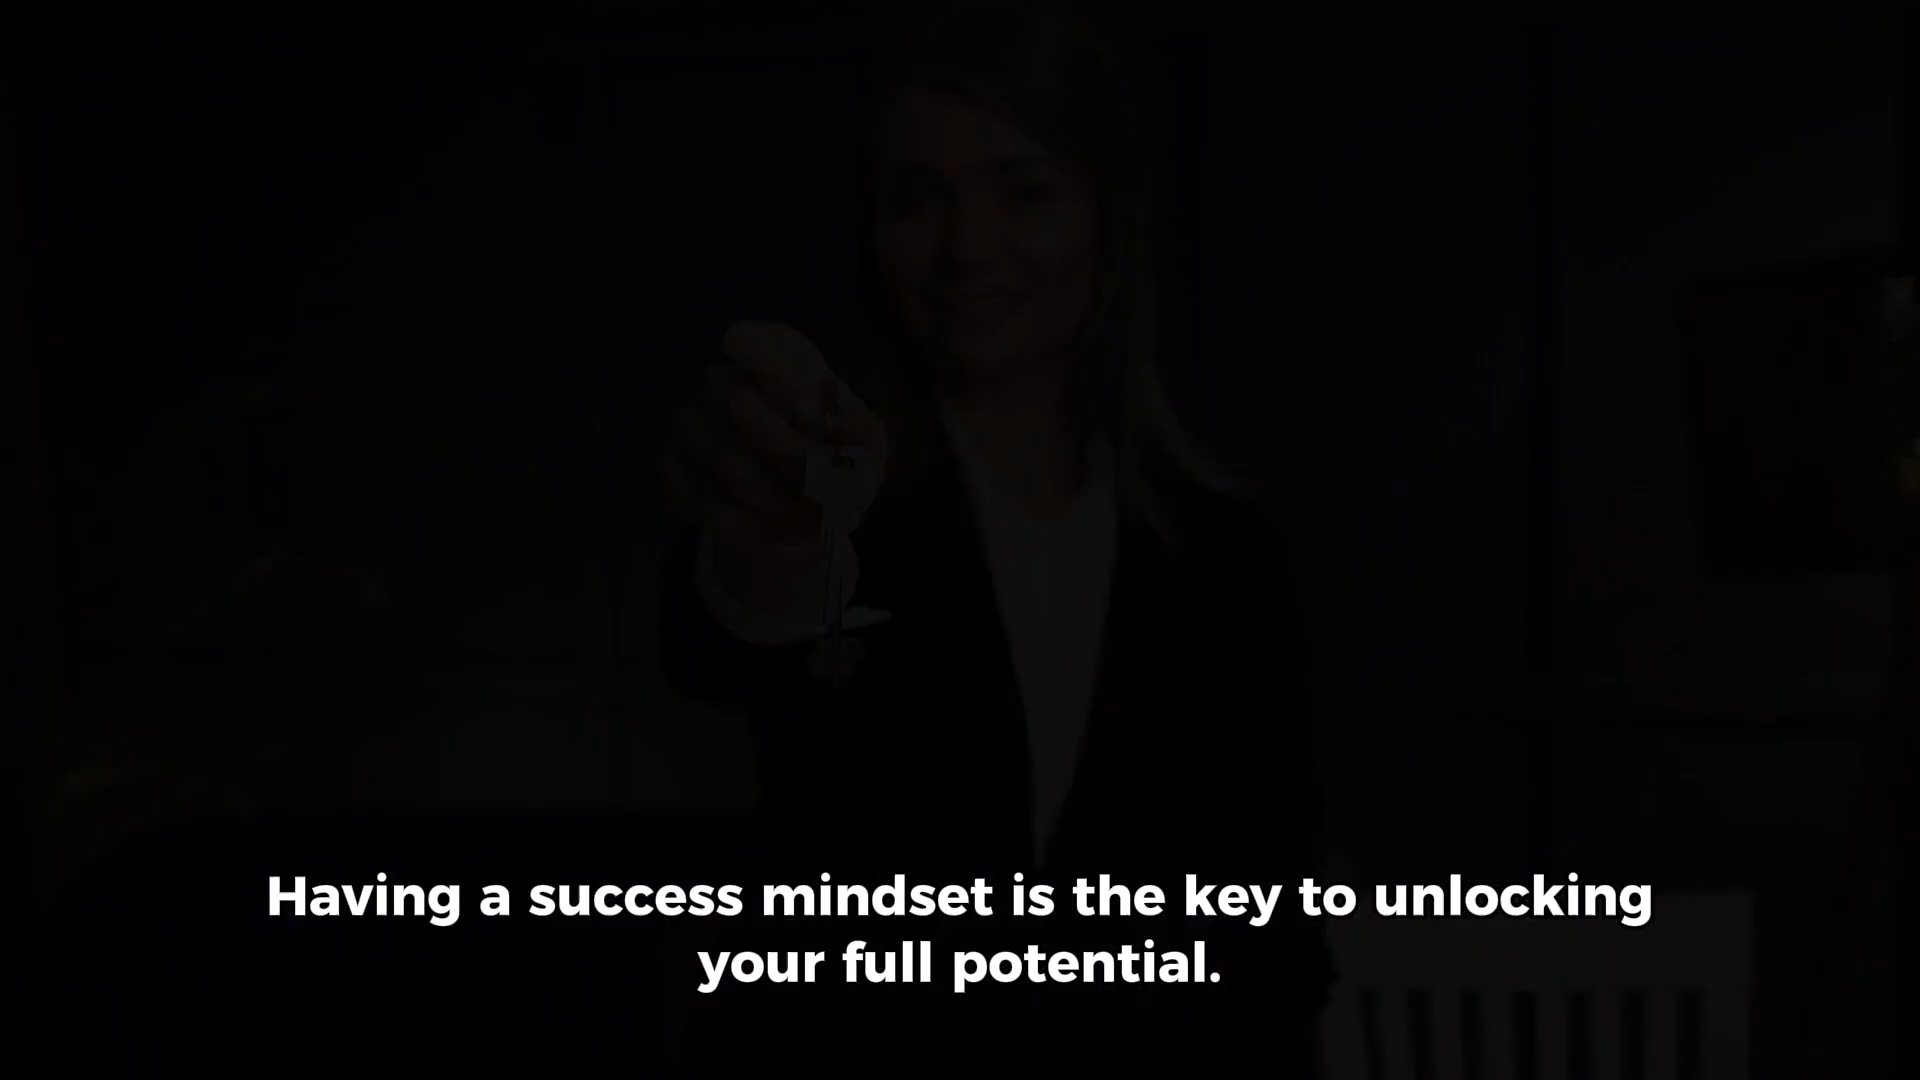 Having a success mindset is the key to unlocking
your full potential.